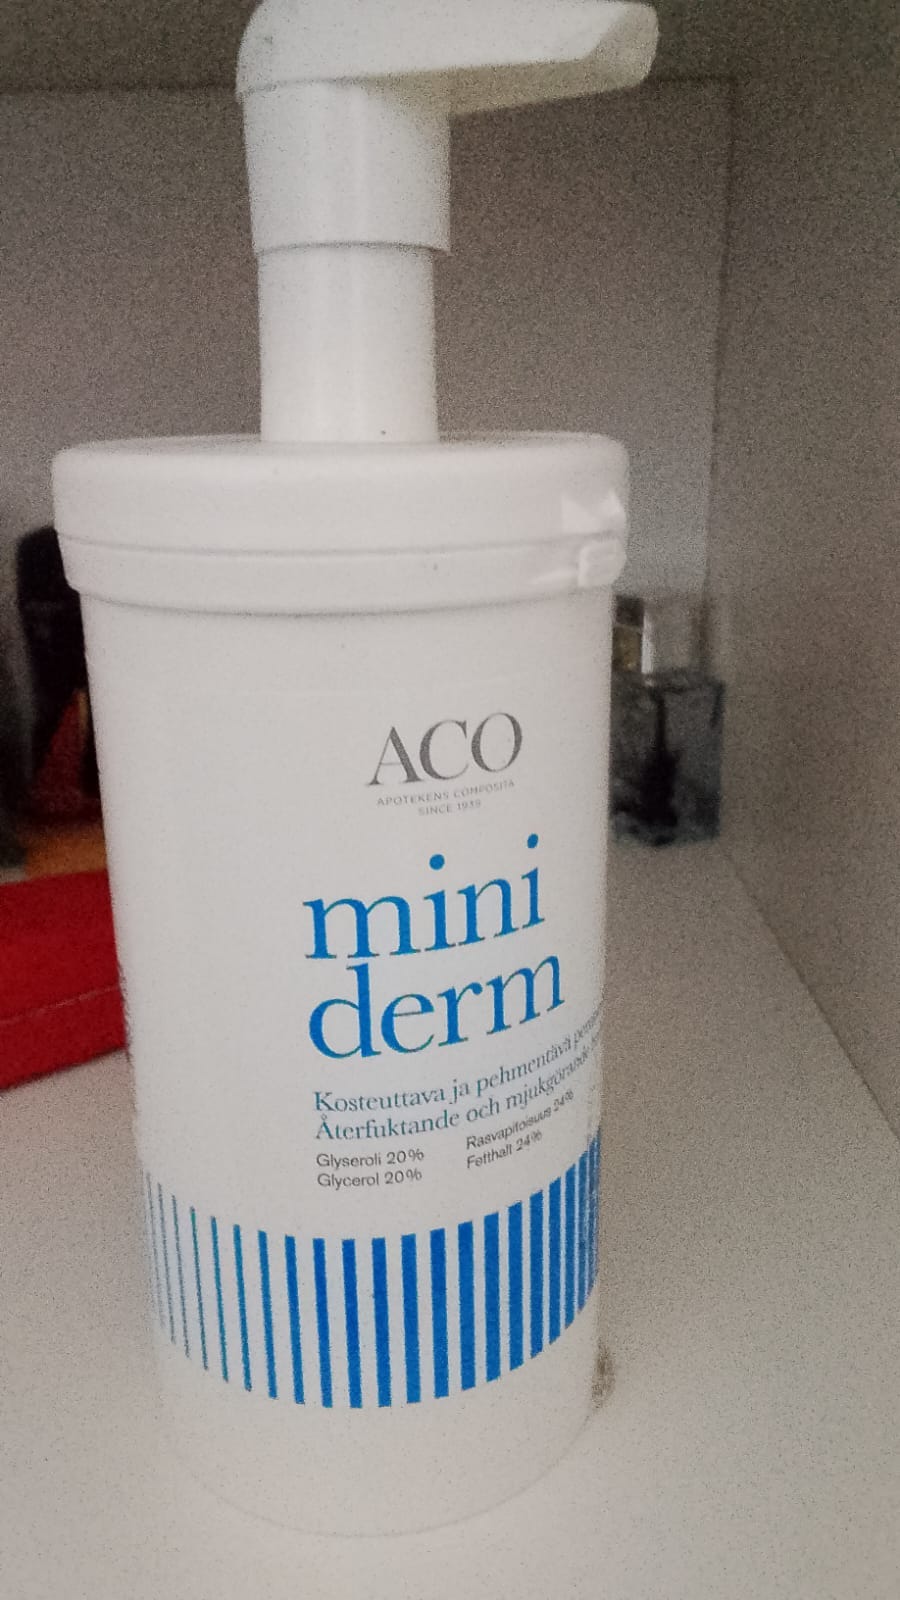 ACO
APOTEKENS COMPOSITA
SINCE 1939
mini
derm
Kosteuttava ja pehmentävä
Återfuktande och mjukgörande
Glyseroli 20%
Glycerol 20%
Rasvapitoisuus 24%
Fetthalt 24%